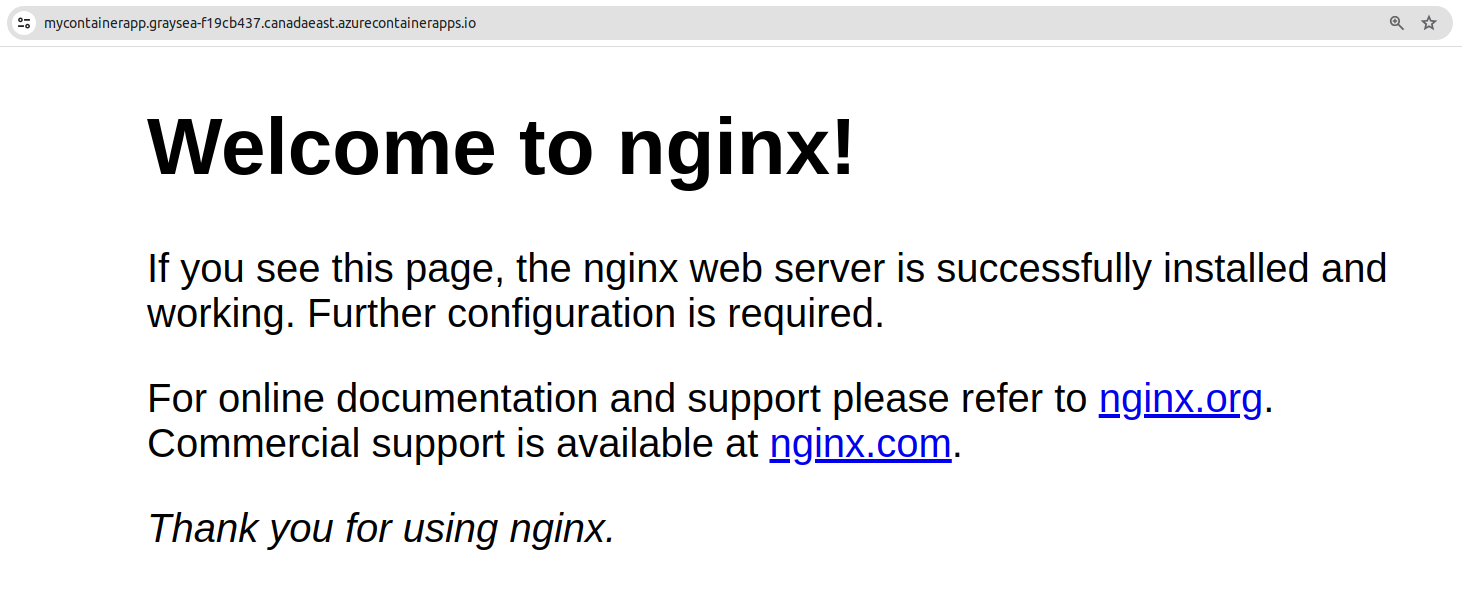 mycontainerapp.graysea-f19cb437.canadaeast.azurecontainerapps.io
Welcome to nginx!
If you see this page, the nginx web server is successfully installed and
working. Further configuration is required.
For online documentation and support please refer to nginx.org.
Commercial support is available at nginx.com.
Thank you for using nginx.